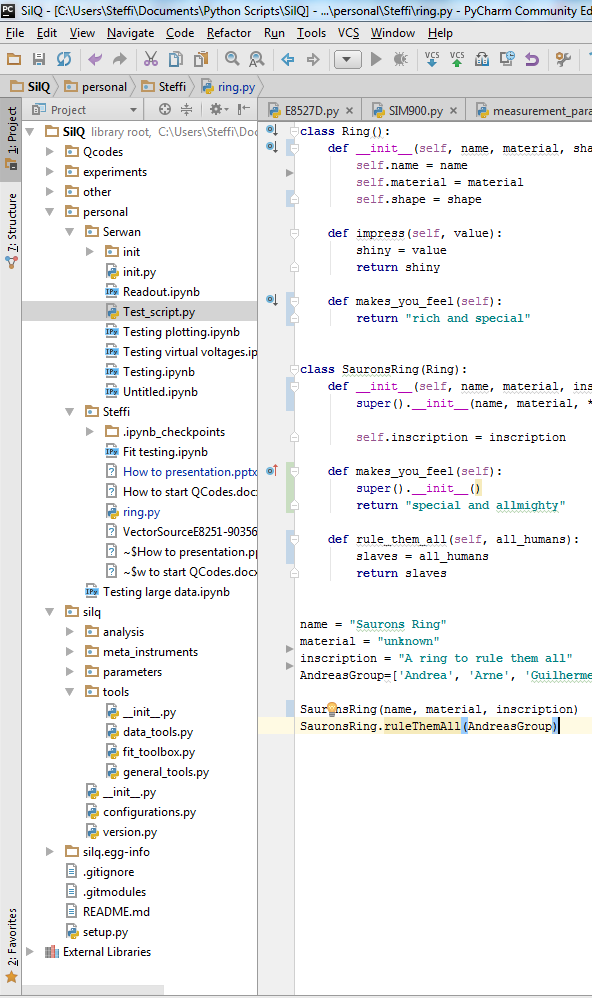 SilQ - [C:\Users\Steffi\Documents\Python Scripts\SilQ] - ...\personal\Steffi\ring.py - PyCharm Community Ed
File Edit View Navigate Code Refactor Run Tools VCS Window Help
VCS VCS
SilQ personal Steffi ring.py
1: Project
7: Structure
2: Favorites
Project
SilQ library root, C:\Users\Steffi\Doc
Qcodes
experiments
other
personal
Serwan
init
init.py
Readout.ipynb
Test_script.py
Testing plotting.ipynb
Testing virtual voltages.ip
Testing.ipynb
Untitled.ipynb
Steffi
.ipynb_checkpoints
Fit testing.ipynb
How to presentation.pptx
How to start QCodes.docx
ring.py
VectorSourceE8251-90356
~$How to presentation.pp
~$w to start QCodes.docx
Testing large data.ipynb
silq
analysis
meta_instruments
parameters
tools
__init__.py
data_tools.py
fit_toolbox.py
general_tools.py
__init__.py
configurations.py
version.py
silq.egg-info
.gitignore
.gitmodules
README.md
setup.py
External Libraries
E8527D.py SIM900.py measurement_para
class Ring():
def __init__(self, name, material, sha
self.name = name
self.material = material
self.shape = shape
def impress(self, value):
shiny = value
return shiny
def makes_you_feel(self):
return "rich and special"
class SauronsRing(Ring):
def __init__(self, name, material, ins
super().__init__(name, material, *
self.inscription = inscription
def makes_you_feel(self):
super().__init__()
return "special and allmighty"
def rule_them_all(self, all_humans):
slaves = all_humans
return slaves
name = "Saurons Ring"
material = "unknown"
inscription = "A ring to rule them all"
AndreasGroup=['Andrea', 'Arne', 'Guilherme
SauronsRing(name, material, inscription)
SauronsRing.ruleThemAll(AndreasGroup)